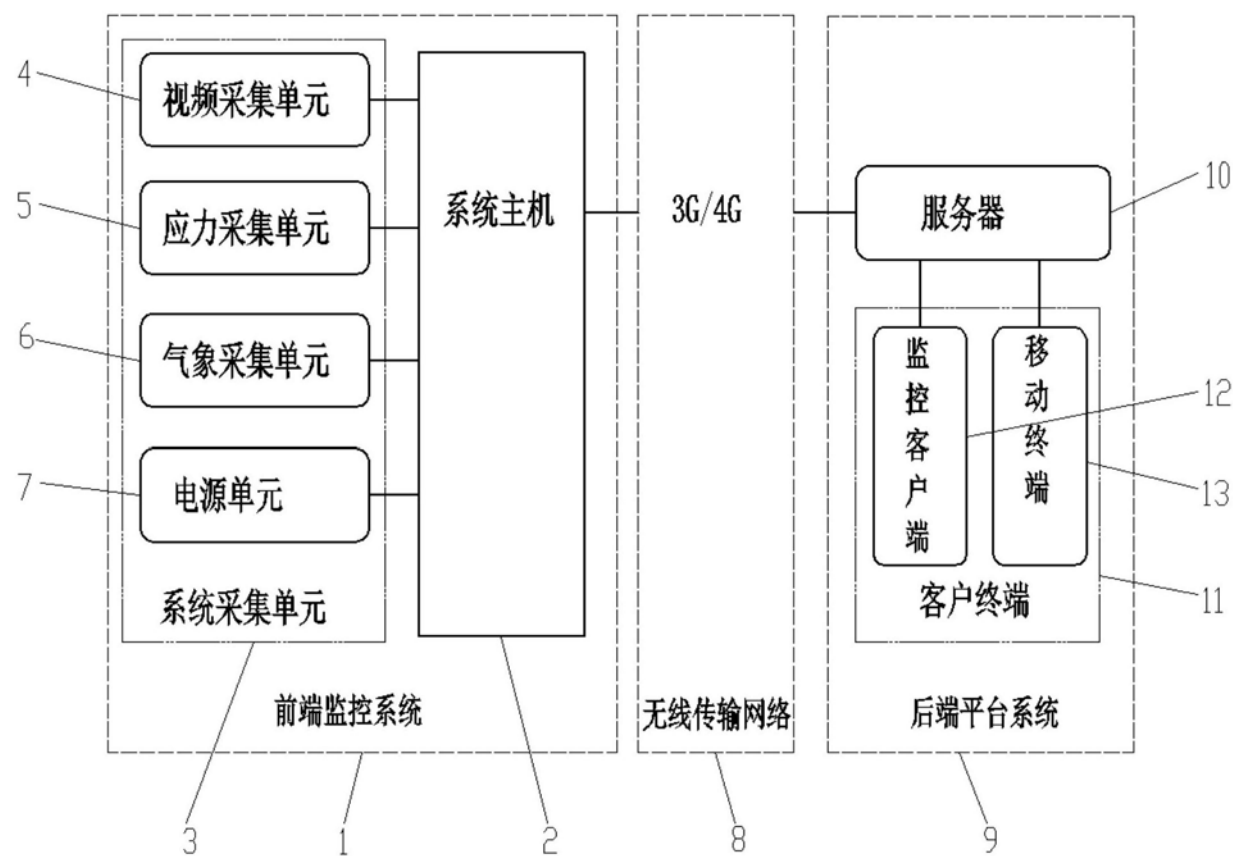 4
视频采集单元
5
应力采集单元
6
气象采集单元
7
电源单元
系统采集单元
系统主机
前端监控系统
3
1
2
3G/4G
无线传输网络
8
服务器
10
监控客户端
12
移动终端
13
客户终端
11
后端平台系统
9